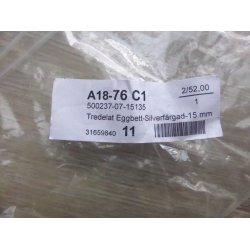 A18-76 C1
2/52,00
500237-07-15135
1
Tredelat Eggbett-Silverfärgad-15 mm
31659840 11